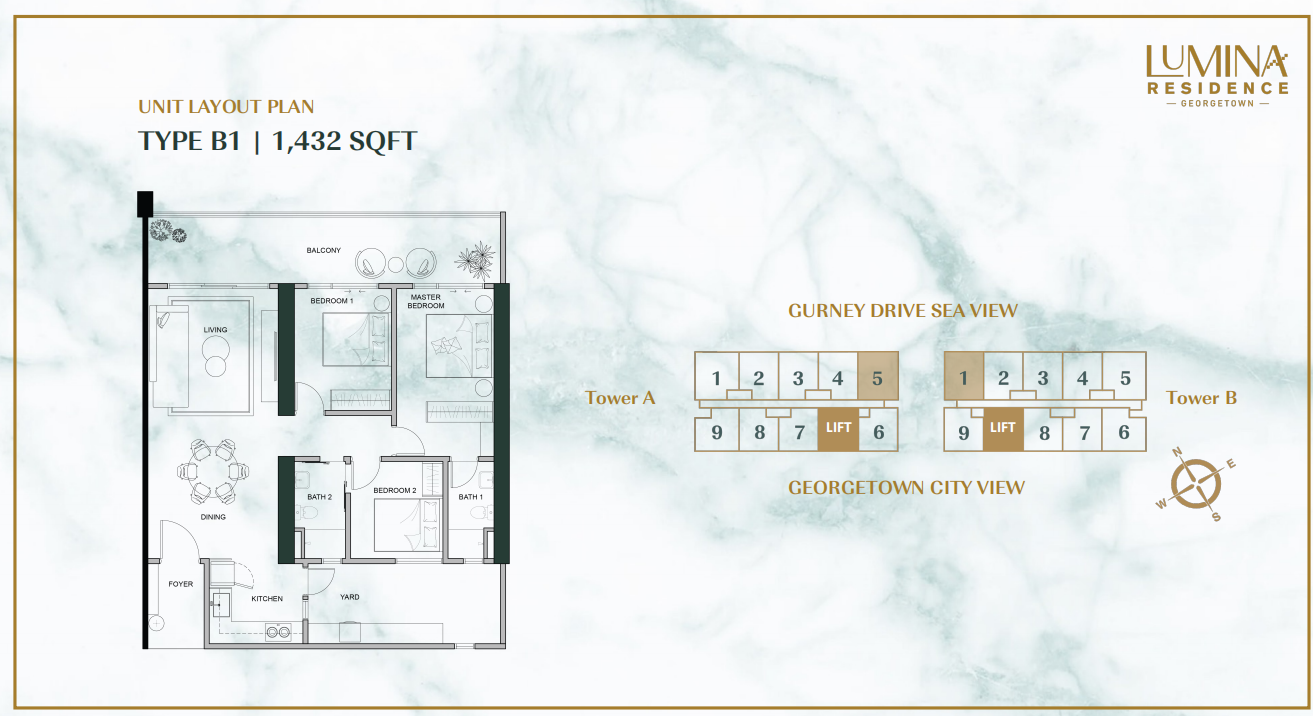 LUMINA
RESIDENCE
GEORGETOWN
UNIT LAYOUT PLAN
TYPE B1 | 1,432 SQFT
BALCONY
BEDROOM 1
MASTER
BEDROOM
LIVING
BATH 2
BEDROOM 2
BATH 1
DINING
FOYER
KITCHEN
YARD
GURNEY DRIVE SEA VIEW
Tower A
1 2 3 4 5
9 8 7 LIFT 6
1 2 3 4 5
9 LIFT 8 7 6
Tower B
GEORGETOWN CITY VIEW
N
E
W
S